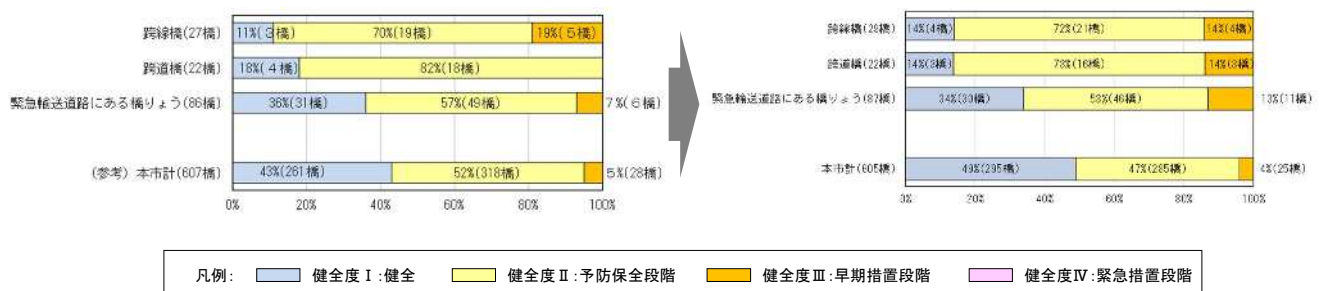 跨線橋(27橋) 11%(3橋) 70%(19橋) 19%(5橋)
跨道橋(22橋) 18%(4橋) 82%(18橋)
緊急輸送道路にある橋りょう(86橋) 36%(31橋) 57%(49橋) 7%(6橋)
(参考)本市計(607橋) 43%(261橋) 52%(318橋) 5%(28橋)
0% 20% 40% 60% 80% 100%
跨線橋(29橋) 14%(4橋) 72%(21橋) 14%(4橋)
跨道橋(22橋) 14%(3橋) 73%(16橋) 14%(3橋)
緊急輸送道路にある橋りょう(87橋) 34%(30橋) 53%(46橋) 13%(11橋)
本市計(605橋) 49%(295橋) 47%(285橋) 4%(25橋)
0% 20% 40% 60% 80% 100%
凡例: 健全度Ⅰ:健全 健全度Ⅱ:予防保全段階 健全度Ⅲ:早期措置段階 健全度Ⅳ:緊急措置段階